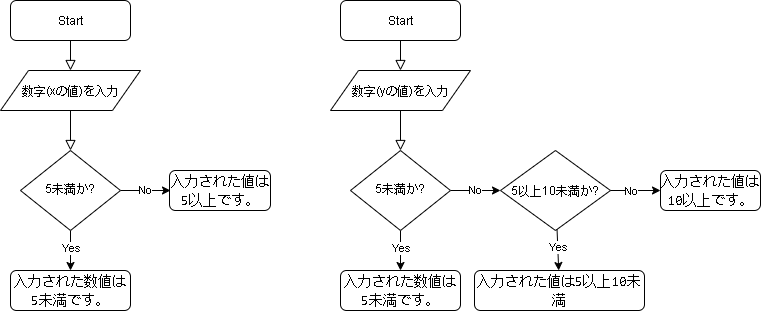 Start
数字(xの値)を入力
5未満か?
No
入力された値は
5以上です。
Yes
入力された数値は
5未満です。
Start
数字(yの値)を入力
5未満か?
No
5以上10未満か?
No
入力された値は
10以上です。
Yes
入力された数値は
5未満です。
Yes
入力された値は5以上10未
満